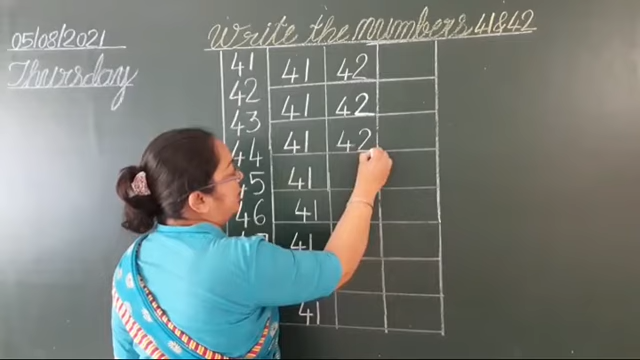 05/08/2021
Thursday
Write the numbers 41 & 42
41 41 42
42 41 42
43 41 42
44 41
45 41
46 41
41
41